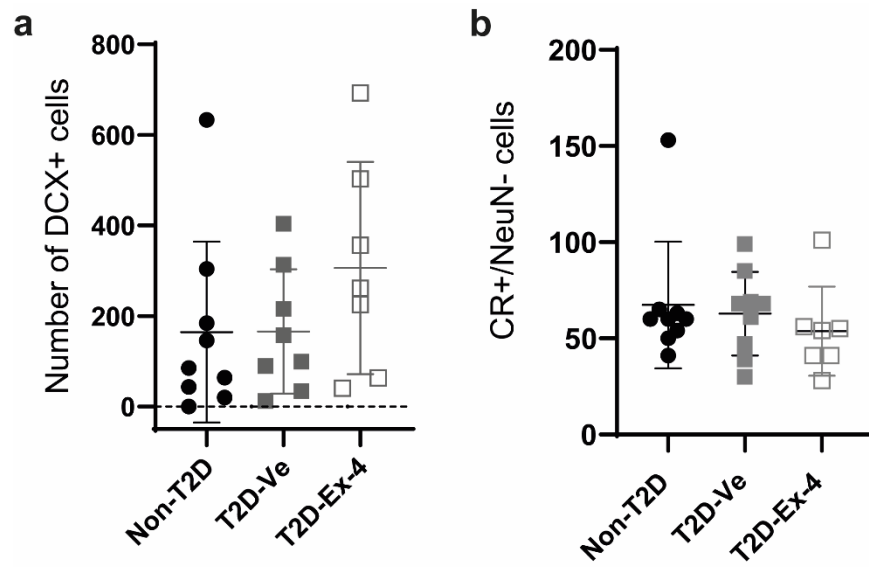 a
Number of DCX+ cells
800
600
400
200
0
Non-T2D
T2D-Ve
T2D-Ex-4
b
CR+/NeuN- cells
200
150
100
50
0
Non-T2D
T2D-Ve
T2D-Ex-4